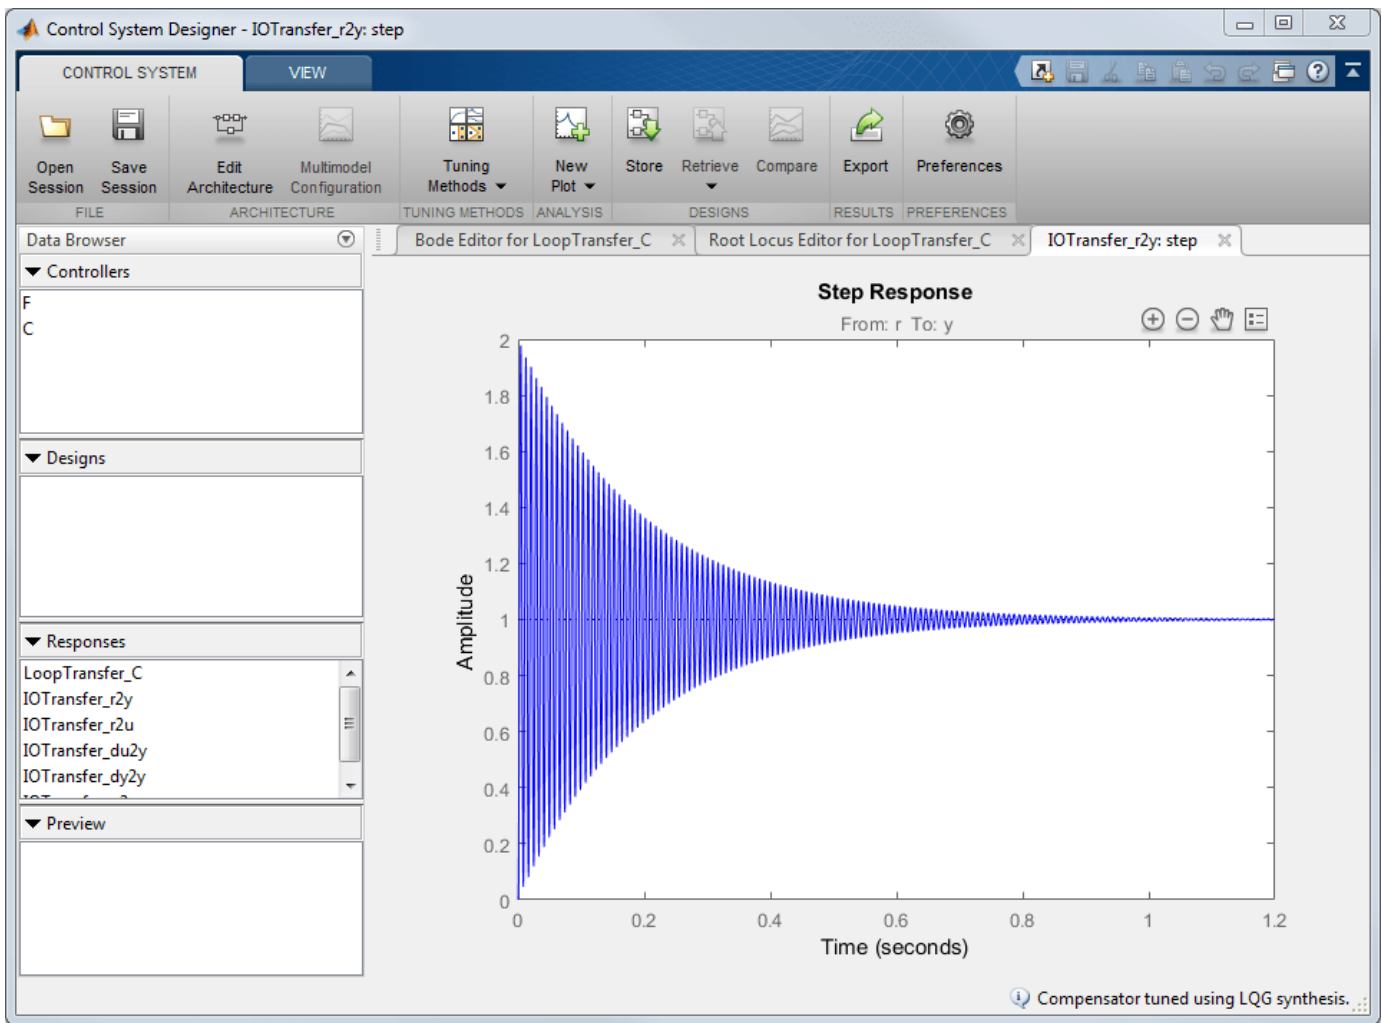 Control System Designer - IOTransfer_r2y: step
CONTROL SYSTEM
VIEW
Open Session
Save Session
Edit Architecture
Multimodel Configuration
Tuning Methods
New Plot
Store
Retrieve
Compare
Export
Preferences
FILE
ARCHITECTURE
TUNING METHODS
ANALYSIS
DESIGNS
RESULTS
PREFERENCES
Data Browser
Bode Editor for LoopTransfer_C
Root Locus Editor for LoopTransfer_C
IOTransfer_r2y: step
Controllers
F
C
Designs
Responses
LoopTransfer_C
IOTransfer_r2y
IOTransfer_r2u
IOTransfer_du2y
IOTransfer_dy2y
Preview
Step Response
From: r To: y
Amplitude
2
1.8
1.6
1.4
1.2
1
0.8
0.6
0.4
0.2
0
0 0.2 0.4 0.6 0.8 1 1.2
Time (seconds)
Compensator tuned using LQG synthesis.